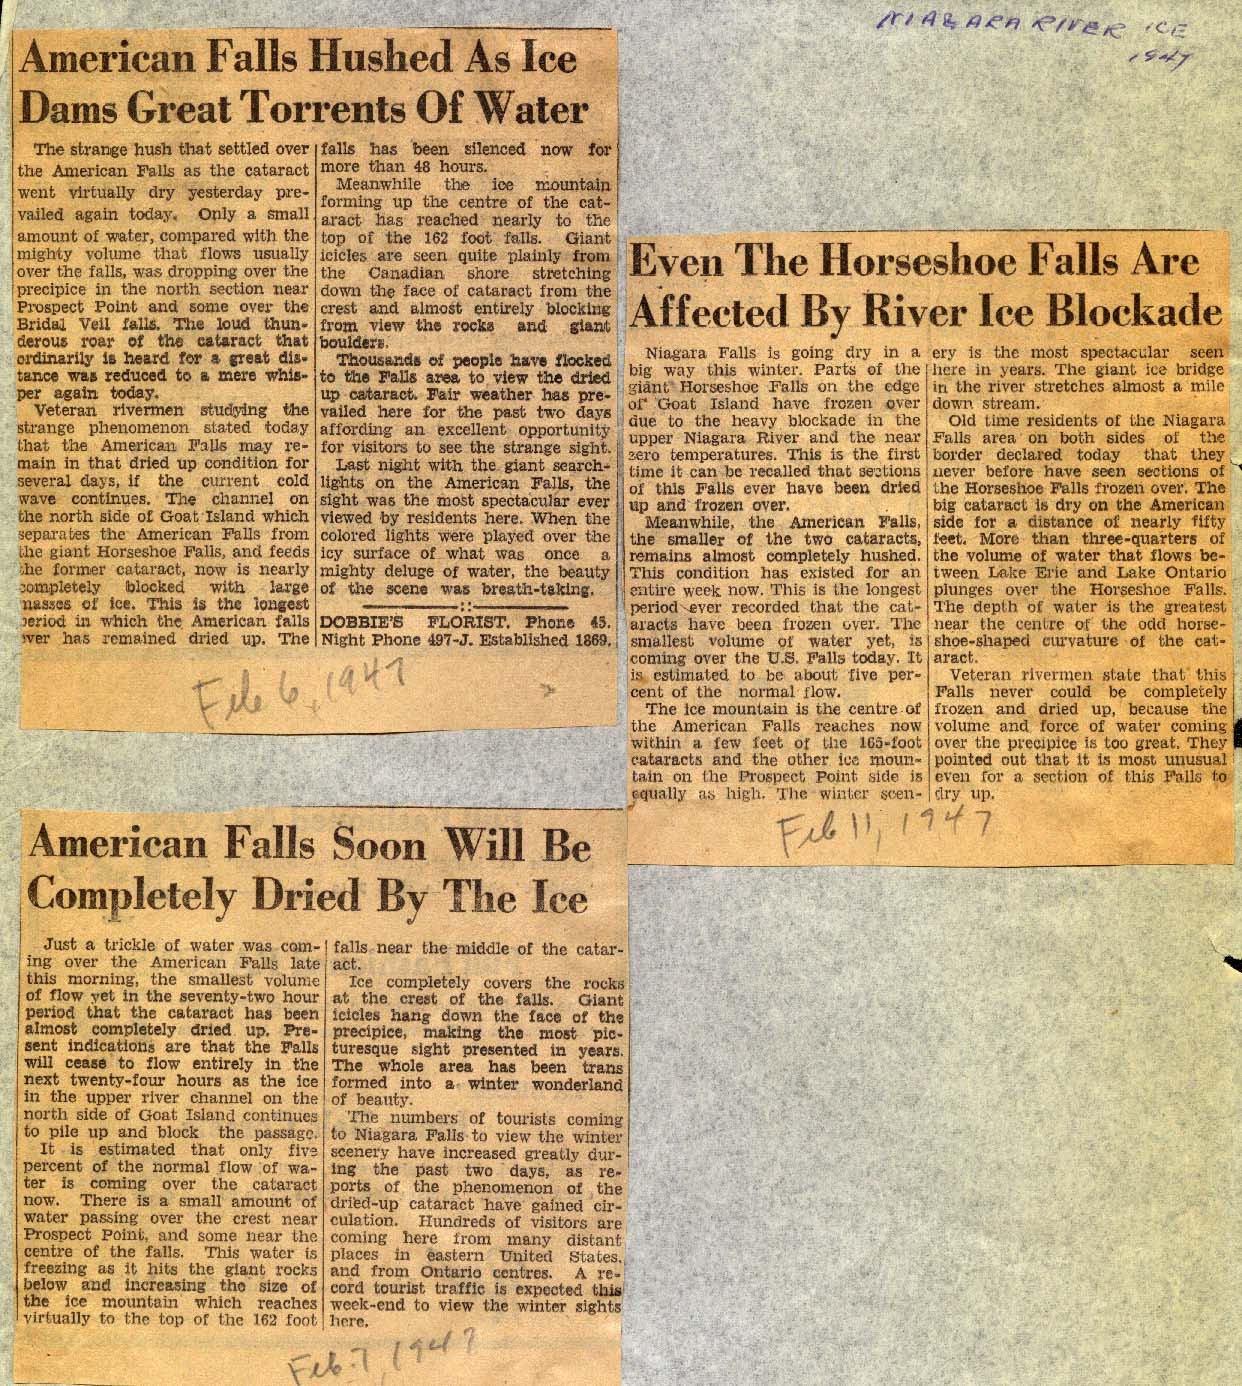 NIAGARA RIVER ICE
1947
American Falls Hushed As Ice
Dams Great Torrents Of Water
The strange hush that settled over
the American Falls as the cataract
went virtually dry yesterday pre-
vailed again today. Only a small
amount of water, compared with the
mighty volume that flows usually
over the falls, was dropping over the
precipice in the north section near
Prospect Point and some over the
Bridal Veil falls. The loud thun-
derous roar of the cataract that
ordinarily is heard for a great dis-
tance was reduced to a mere whis-
per again today.
Veteran rivermen studying the
strange phenomenon stated today
that the American Falls may re-
main in that dried up condition for
several days, if the current cold
wave continues. The channel on
the north side of Goat Island which
separates the American Falls from
the giant Horseshoe Falls, and feeds
the former cataract, now is nearly
completely blocked with large
masses of ice. This is the longest
period in which the American falls
ever has remained dried up. The
falls has been silenced now for
more than 48 hours.
Meanwhile the ice mountain
forming up the centre of the cat-
aract has reached nearly to the
top of the 162 foot falls. Giant
icicles are seen quite plainly from
the Canadian shore stretching
down the face of cataract from the
crest and almost entirely blocking
from view the rocks and giant
boulders.
Thousands of people have flocked
to the Falls area to view the dried
up cataract. Fair weather has pre-
vailed here for the past two days
affording an excellent opportunity
for visitors to see the strange sight.
Last night with the giant search-
lights on the American Falls, the
sight was the most spectacular ever
viewed by residents here. When the
colored lights were played over the
icy surface of what was once a
mighty deluge of water, the beauty
of the scene was breath-taking.
::
DOBBIE'S FLORIST. Phone 45.
Night Phone 497-J. Established 1869.
Feb 6, 1947
Even The Horseshoe Falls Are
Affected By River Ice Blockade
Niagara Falls is going dry in a
big way this winter. Parts of the
giant Horseshoe Falls on the edge
of Goat Island have frozen over
due to the heavy blockade in the
upper Niagara River and the near
zero temperatures. This is the first
time it can be recalled that sections
of this Falls ever have been dried
up and frozen over.
Meanwhile, the American Falls,
the smaller of the two cataracts,
remains almost completely hushed.
This condition has existed for an
entire week now. This is the longest
period ever recorded that the cat-
aracts have been frozen over. The
smallest volume of water yet, is
coming over the U.S. Falls today. It
is estimated to be about five per-
cent of the normal flow.
The ice mountain is the centre of
the American Falls reaches now
within a few feet of the 165-foot
cataracts and the other ice moun-
tain on the Prospect Point side is
equally as high. The winter scen-
ery is the most spectacular seen
here in years. The giant ice bridge
in the river stretches almost a mile
down stream.
Old time residents of the Niagara
Falls area on both sides of the
border declared today that they
never before have seen sections of
the Horseshoe Falls frozen over. The
big cataract is dry on the American
side for a distance of nearly fifty
feet. More than three-quarters of
the volume of water that flows be-
tween Lake Erie and Lake Ontario
plunges over the Horseshoe Falls.
The depth of water is the greatest
near the centre of the odd horse-
shoe-shaped curvature of the cat-
aract.
Veteran rivermen state that this
Falls never could be completely
frozen and dried up, because the
volume and force of water coming
over the precipice is too great. They
pointed out that it is most unusual
even for a section of this Falls to
dry up.
Feb 11, 1947
American Falls Soon Will Be
Completely Dried By The Ice
Just a trickle of water was com-
ing over the American Falls late
this morning, the smallest volume
of flow yet in the seventy-two hour
period that the cataract has been
almost completely dried up. Pre-
sent indications are that the Falls
will cease to flow entirely in the
next twenty-four hours as the ice
in the upper river channel on the
north side of Goat Island continues
to pile up and block the passage.
It is estimated that only five
percent of the normal flow of wa-
ter is coming over the cataract
now. There is a small amount of
water passing over the crest near
Prospect Point, and some near the
centre of the falls. This water is
freezing as it hits the giant rocks
below and increasing the size of
the ice mountain which reaches
virtually to the top of the 162 foot
falls near the middle of the catar-
act.
Ice completely covers the rocks
at the crest of the falls. Giant
icicles hang down the face of the
precipice, making the most pic-
turesque sight presented in years.
The whole area has been trans
formed into a winter wonderland
of beauty.
The numbers of tourists coming
to Niagara Falls to view the winter
scenery have increased greatly dur-
ing the past two days, as re-
ports of the phenomenon of the
dried-up cataract have gained cir-
culation. Hundreds of visitors are
coming here from many distant
places in eastern United States,
and from Ontario centres. A re-
cord tourist traffic is expected this
week-end to view the winter sights
here.
Feb. 7, 1947